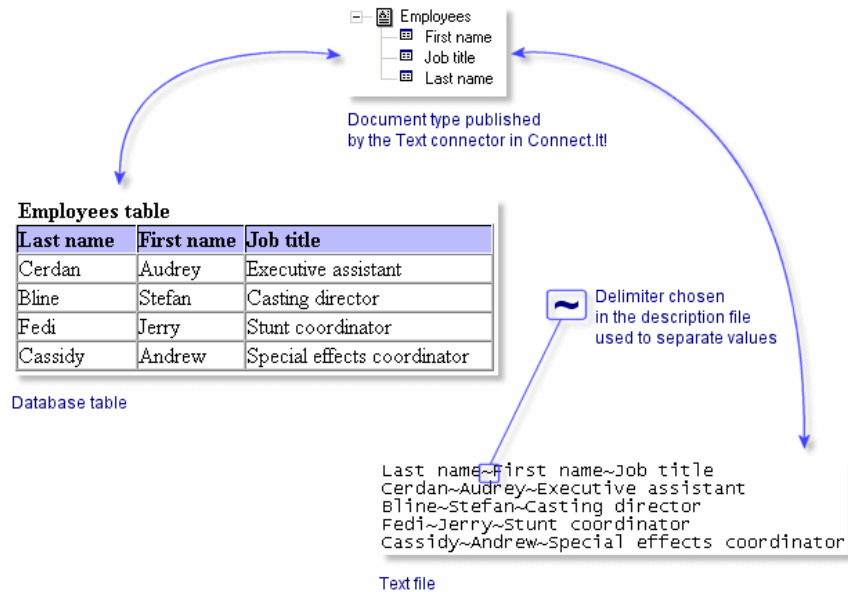 Employees
First name
Job title
Last name
Document type published
by the Text connector in Connect.It!
Employees table
Last name First name Job title
Cerdan Audrey Executive assistant
Bline Stefan Casting director
Fedi Jerry Stunt coordinator
Cassidy Andrew Special effects coordinator
Database table
~
Delimiter chosen
in the description file
used to separate values
Last name~First name~Job title
Cerdan~Audrey~Executive assistant
Bline~Stefan~Casting director
Fedi~Jerry~Stunt coordinator
Cassidy~Andrew~Special effects coordinator
Text file